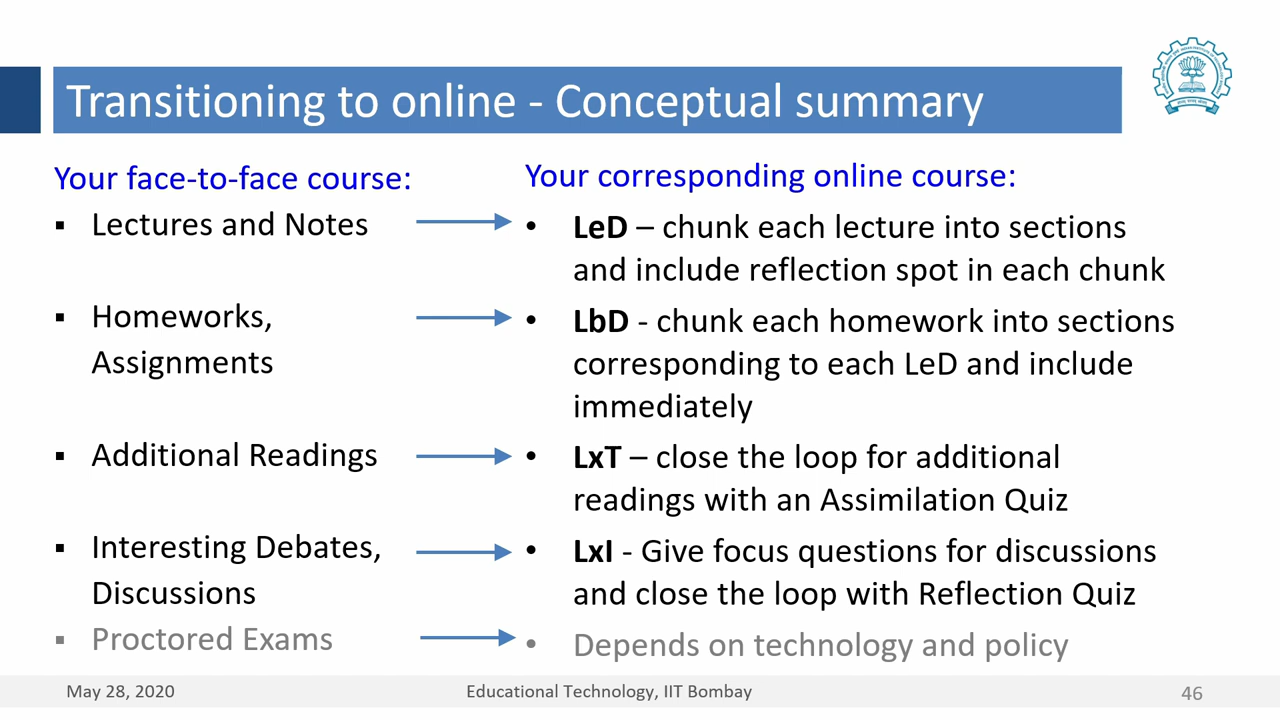 Transitioning to online - Conceptual summary
Your face-to-face course:
▪ Lectures and Notes
▪ Homeworks,
Assignments
▪ Additional Readings
▪ Interesting Debates,
Discussions
▪ Proctored Exams
Your corresponding online course:
• LeD – chunk each lecture into sections
and include reflection spot in each chunk
• LbD - chunk each homework into sections
corresponding to each LeD and include
immediately
• LxT – close the loop for additional
readings with an Assimilation Quiz
• LxI - Give focus questions for discussions
and close the loop with Reflection Quiz
• Depends on technology and policy
May 28, 2020
Educational Technology, IIT Bombay
46